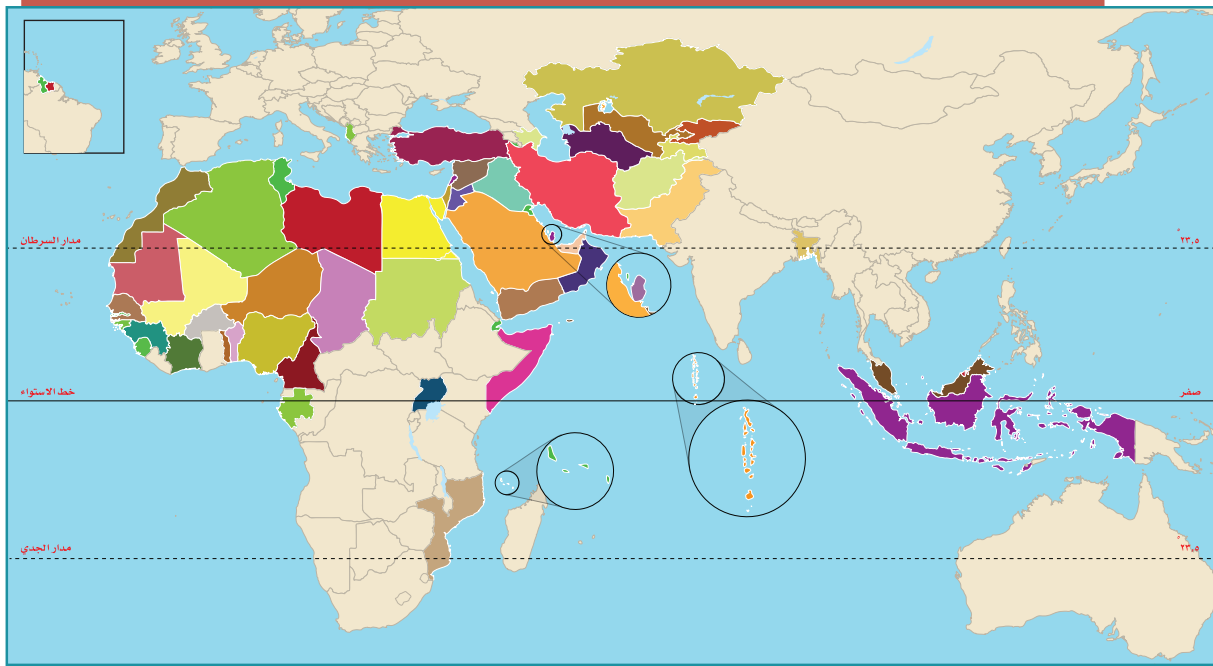 مدار السرطان
٢٣,٥°
خط الاستواء
صفر
مدار الجدي
٢٣,٥°